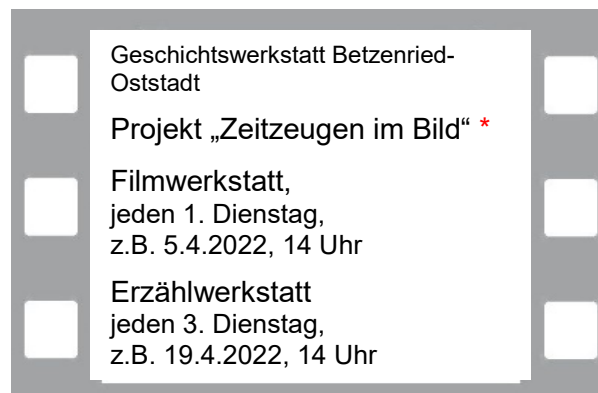 Geschichtswerkstatt Betzenried-
Oststadt
Projekt „Zeitzeugen im Bild“ *
Filmwerkstatt,
jeden 1. Dienstag,
z.B. 5.4.2022, 14 Uhr
Erzählwerkstatt
jeden 3. Dienstag,
z.B. 19.4.2022, 14 Uhr